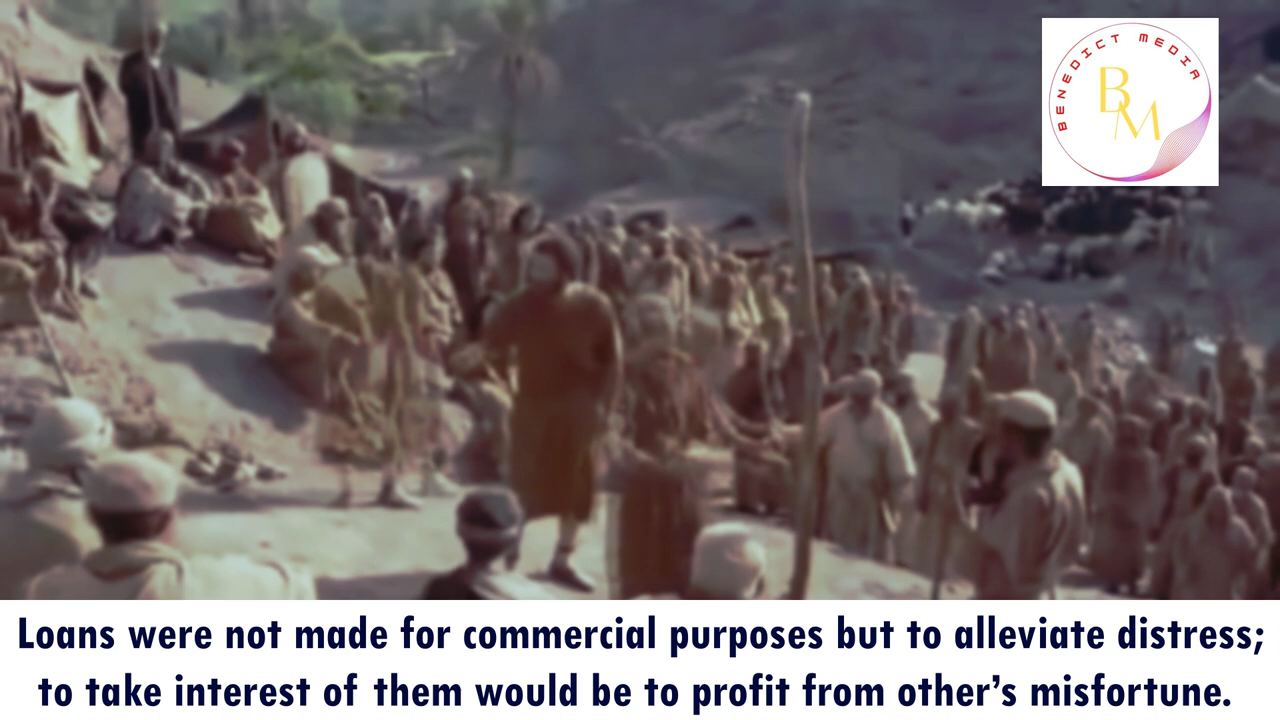 BENEDICT MEDIA
BM
Loans were not made for commercial purposes but to alleviate distress;
to take interest of them would be to profit from other’s misfortune.